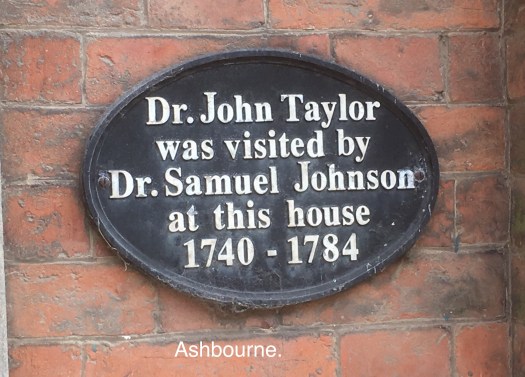 Dr. John Taylor
was visited by
Dr. Samuel Johnson
at this house
1740 - 1784
Ashbourne.